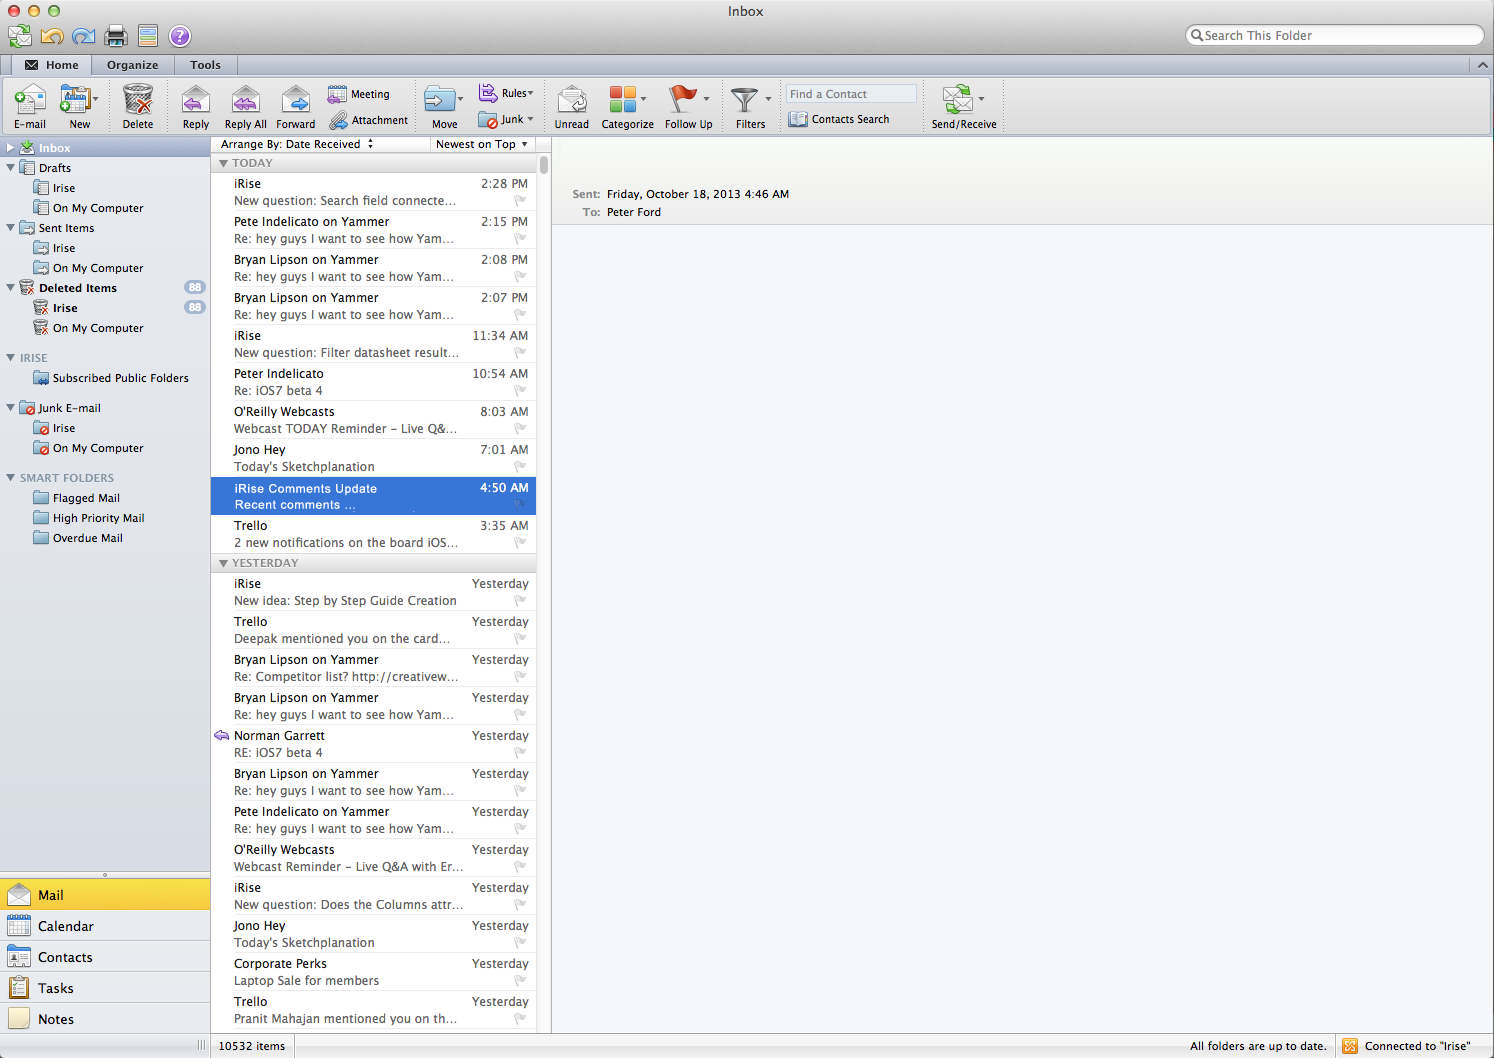 Inbox
Search This Folder
Home
Organize
Tools
E-mail
New
Delete
Reply
Reply All
Forward
Meeting
Attachment
Move
Rules
Junk
Unread
Categorize
Follow Up
Filters
Find a Contact
Contacts Search
Send/Receive
Inbox
Drafts
Irise
On My Computer
Sent Items
Irise
On My Computer
Deleted Items 88
Irise 88
On My Computer
IRISE
Subscribed Public Folders
Junk E-mail
Irise
On My Computer
SMART FOLDERS
Flagged Mail
High Priority Mail
Overdue Mail
Mail
Calendar
Contacts
Tasks
Notes
Arrange By: Date Received Newest on Top
TODAY
iRise 2:28 PM
New question: Search field connecte...
Pete Indelicato on Yammer 2:15 PM
Re: hey guys I want to see how Yam...
Bryan Lipson on Yammer 2:08 PM
Re: hey guys I want to see how Yam...
Bryan Lipson on Yammer 2:07 PM
Re: hey guys I want to see how Yam...
iRise 11:34 AM
New question: Filter datasheet result...
Peter Indelicato 10:54 AM
Re: iOS7 beta 4
O'Reilly Webcasts 8:03 AM
Webcast TODAY Reminder - Live Q&...
Jono Hey 7:01 AM
Today's Sketchplanation
iRise Comments Update 4:50 AM
Recent comments ...
Trello 3:35 AM
2 new notifications on the board iOS...
YESTERDAY
iRise Yesterday
New idea: Step by Step Guide Creation
Trello Yesterday
Deepak mentioned you on the card...
Bryan Lipson on Yammer Yesterday
Re: Competitor list? http://creativew...
Bryan Lipson on Yammer Yesterday
Re: hey guys I want to see how Yam...
Norman Garrett Yesterday
RE: iOS7 beta 4
Bryan Lipson on Yammer Yesterday
Re: hey guys I want to see how Yam...
Pete Indelicato on Yammer Yesterday
Re: hey guys I want to see how Yam...
O'Reilly Webcasts Yesterday
Webcast Reminder - Live Q&A with Er...
iRise Yesterday
New question: Does the Columns attr...
Jono Hey Yesterday
Today's Sketchplanation
Corporate Perks Yesterday
Laptop Sale for members
Trello Yesterday
Pranit Mahajan mentioned you on th...
Sent: Friday, October 18, 2013 4:46 AM
To: Peter Ford
10532 items
All folders are up to date.
Connected to "Irise"